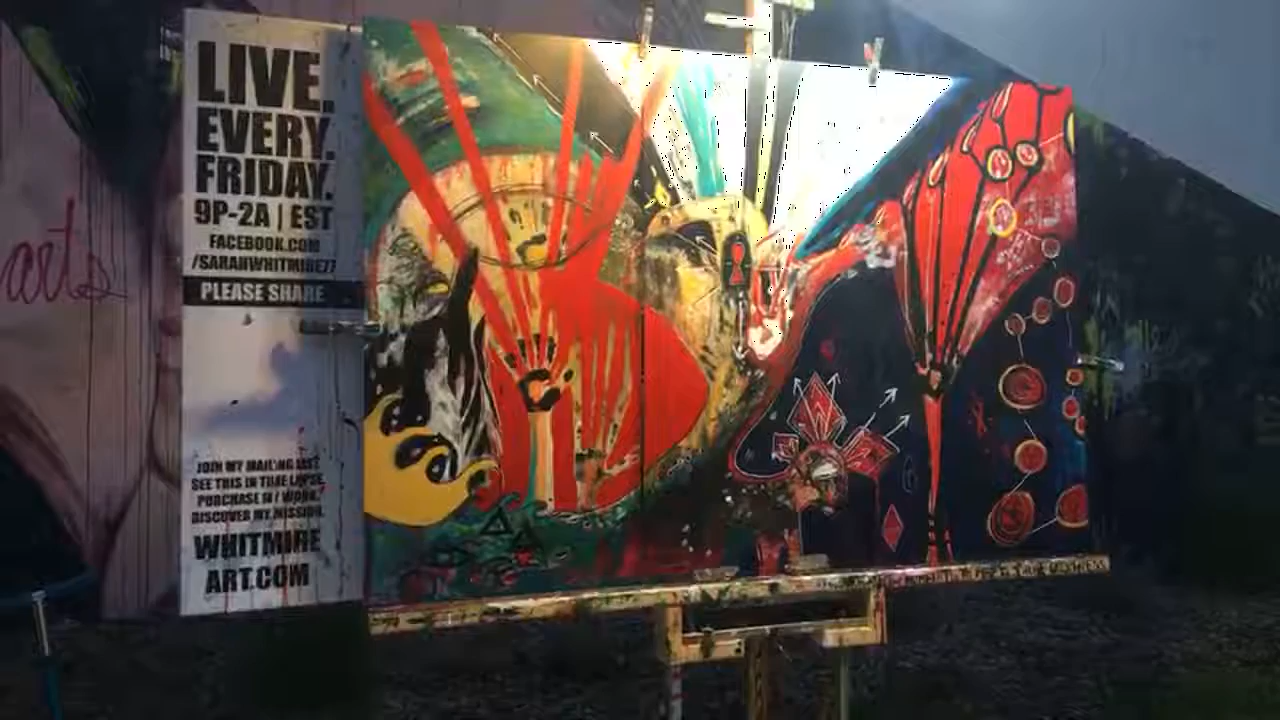 LIVE.
EVERY.
FRIDAY.
9P-2A | EST
FACEBOOK.COM
/SARAHWHITMIRE77
PLEASE SHARE
arts
JOIN MY MAILING LIST.
SEE THIS IN TIME LAPSE.
PURCHASE MY WORK.
DISCOVER MY MISSION.
WHITMIRE
ART.COM